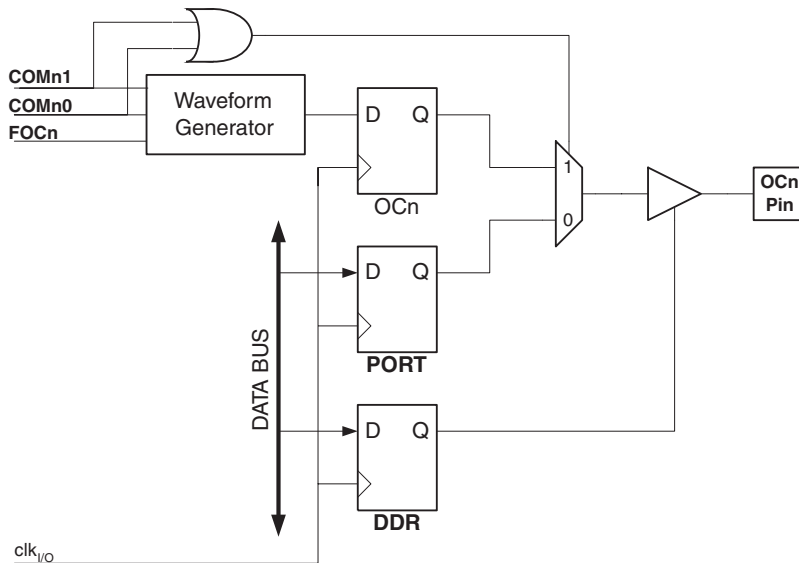 COMn1
COMn0
FOCn
Waveform
Generator
D Q
OCn
1
0
OCn
Pin
DATA BUS
D Q
PORT
D Q
DDR
clkI/O